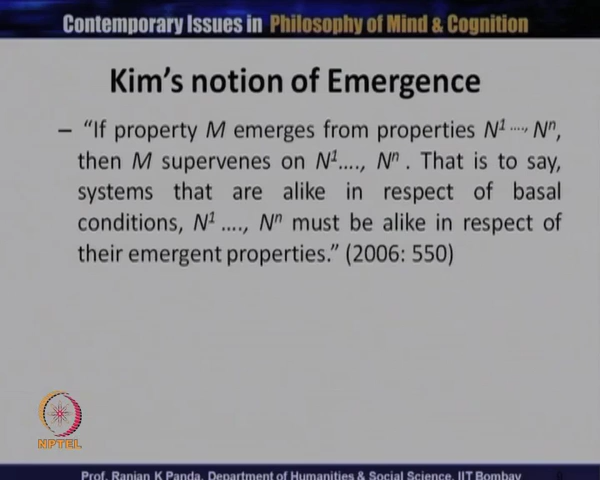 Contemporary Issues in Philosophy of Mind & Cognition
Kim's notion of Emergence
– "If property M emerges from properties N¹ ...., Nⁿ,
then M supervenes on N¹...., Nⁿ . That is to say,
systems that are alike in respect of basal
conditions, N¹ ...., Nⁿ must be alike in respect of
their emergent properties." (2006: 550)
NPTEL
Prof. Ranjan K Panda, Department of Humanities & Social Science, IIT Bombay